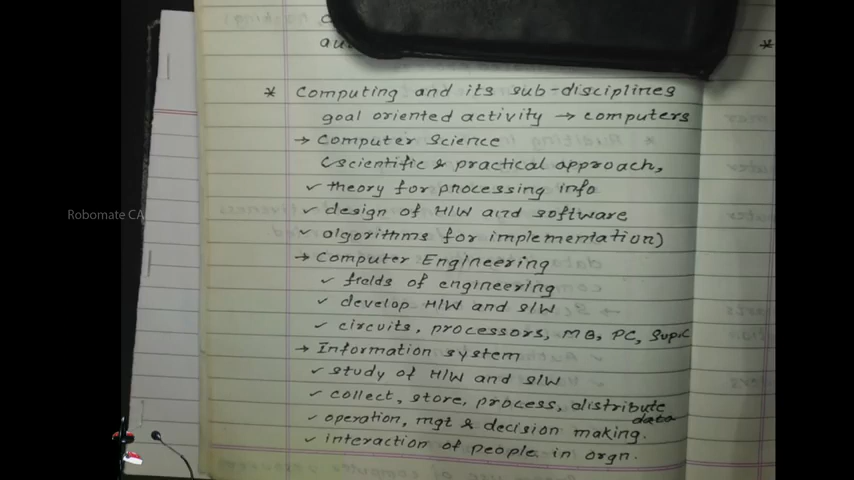 au
* Computing and its sub-disciplines
goal oriented activity → computers
→ Computer Science
(scientific & practical approach,
✓ theory for processing info
✓ design of H/W and software
✓ algorithms for implementation)
→ Computer Engineering
✓ fields of engineering
✓ develop H/W and S/W
✓ circuits, processors, MB, PC, SupC
→ Information system
✓ study of H/W and S/W
✓ collect, store, process, distribute data
✓ operation, mgt & decision making.
✓ interaction of people in orgn.
*
Robomate CA